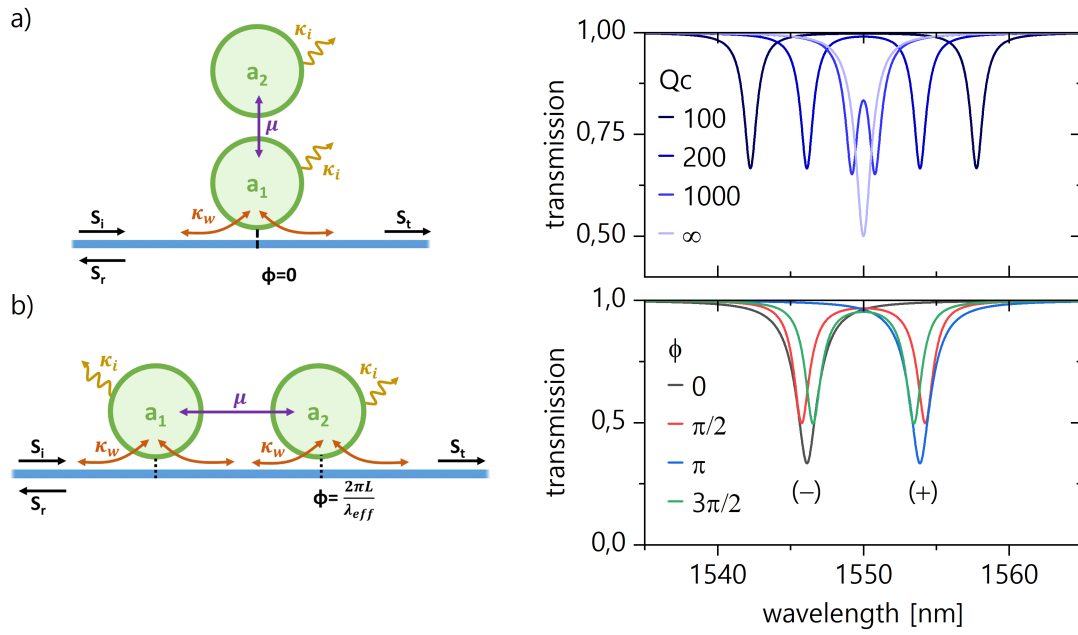 a)
κi
a2
μ
κi
a1
κw
Si
St
Sr
Φ=0
transmission
1,00
0,75
0,50
Qc
100
200
1000
∞
b)
κi
κi
a1
μ
a2
Si
κw
κw
St
Sr
Φ= 2πL / λeff
transmission
1,0
0,5
0,0
ϕ
0
π/2
π
3π/2
(−)
(+)
1540
1550
1560
wavelength [nm]